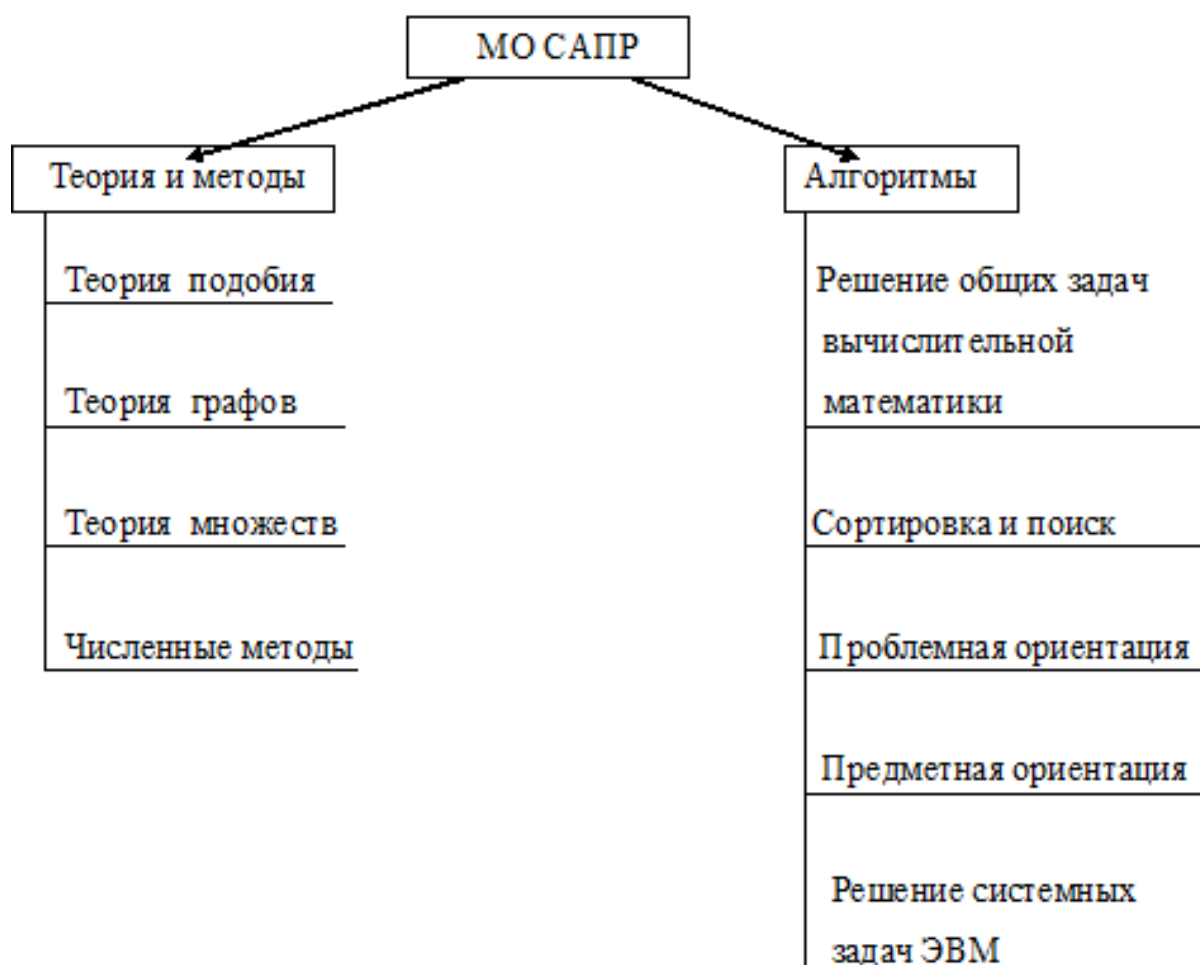 МО САПР
Теория и методы
Теория подобия
Теория графов
Теория множеств
Численные методы
Алгоритмы
Решение общих задач
вычислительной
математики
Сортировка и поиск
Проблемная ориентация
Предметная ориентация
Решение системных
задач ЭВМ